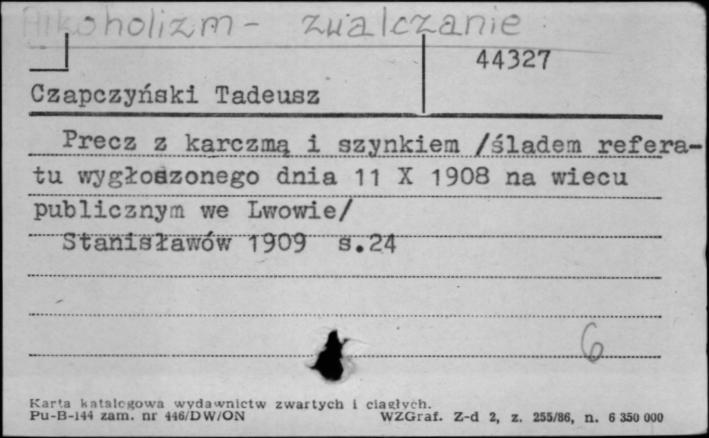 Alkoholizm - zwalczanie
44327
Czapczyński Tadeusz
Precz z karczmą i szynkiem /śladem refera-
tu wygłoszonego dnia 11 X 1908 na wiecu
publicznym we Lwowie/
Stanisławów 1909 s.24
6
Karta katalogowa wydawnictw zwartych i ciągłych.
Pu-B-144 zam. nr 446/DW/ON WZGraf. Z-d 2, z. 255/86, n. 6 350 000